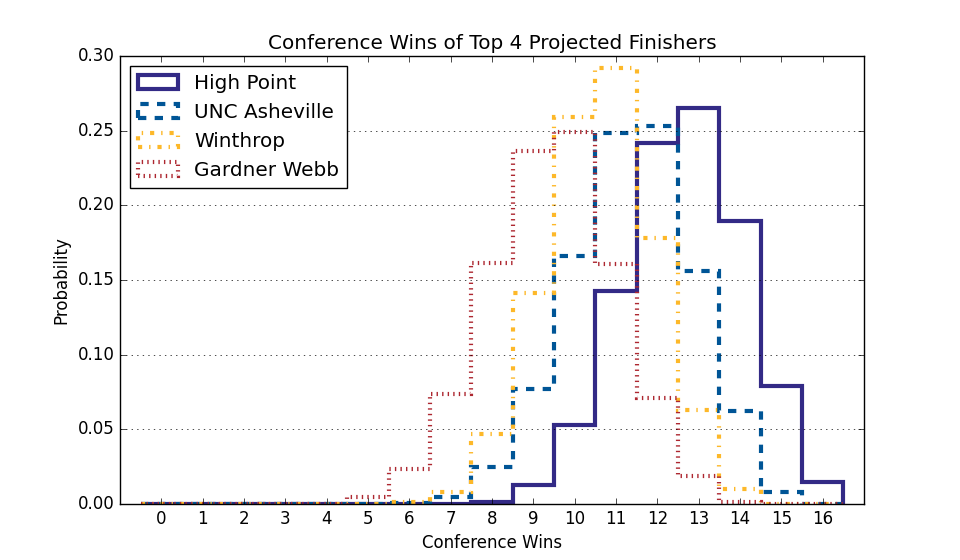 Conference Wins of Top 4 Projected Finishers
High Point
UNC Asheville
Winthrop
Gardner Webb
Probability
0.30
0.25
0.20
0.15
0.10
0.05
0.00
0 1 2 3 4 5 6 7 8 9 10 11 12 13 14 15 16
Conference Wins